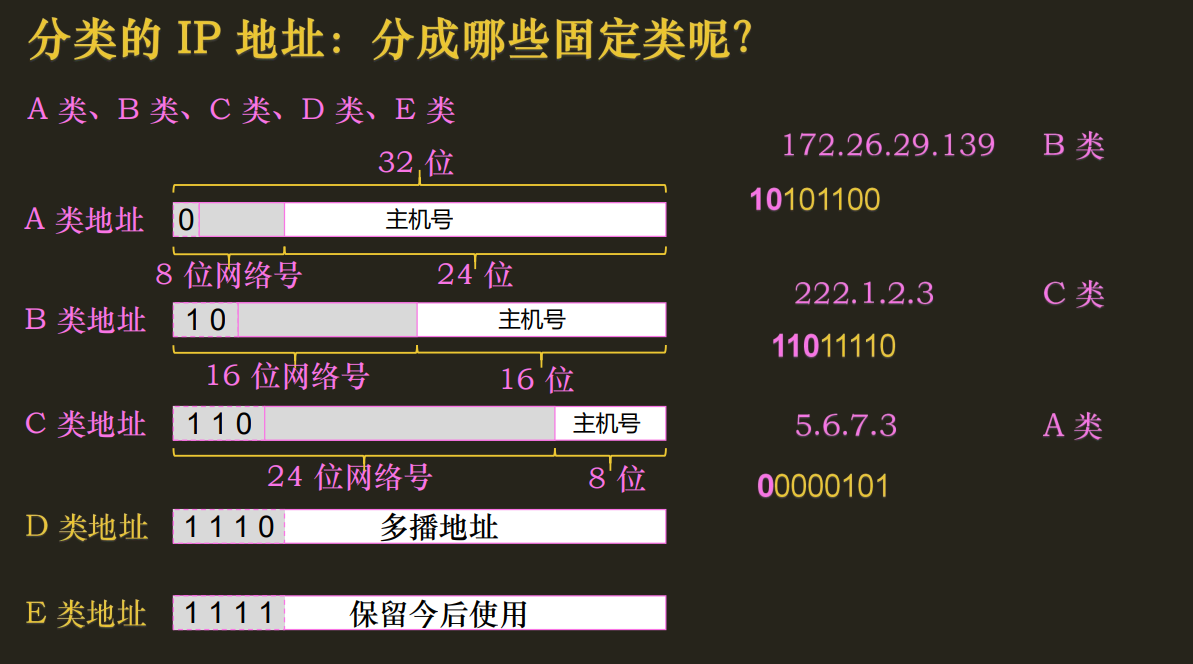 分类的 IP 地址：分成哪些固定类呢？
A 类、B 类、C 类、D 类、E 类
32 位
A 类地址
0
主机号
8 位网络号
24 位
B 类地址
1 0
主机号
16 位网络号
16 位
C 类地址
1 1 0
主机号
24 位网络号
8 位
D 类地址
1 1 1 0
多播地址
E 类地址
1 1 1 1
保留今后使用
172.26.29.139 B 类
10101100
222.1.2.3 C 类
11011110
5.6.7.3 A 类
00000101